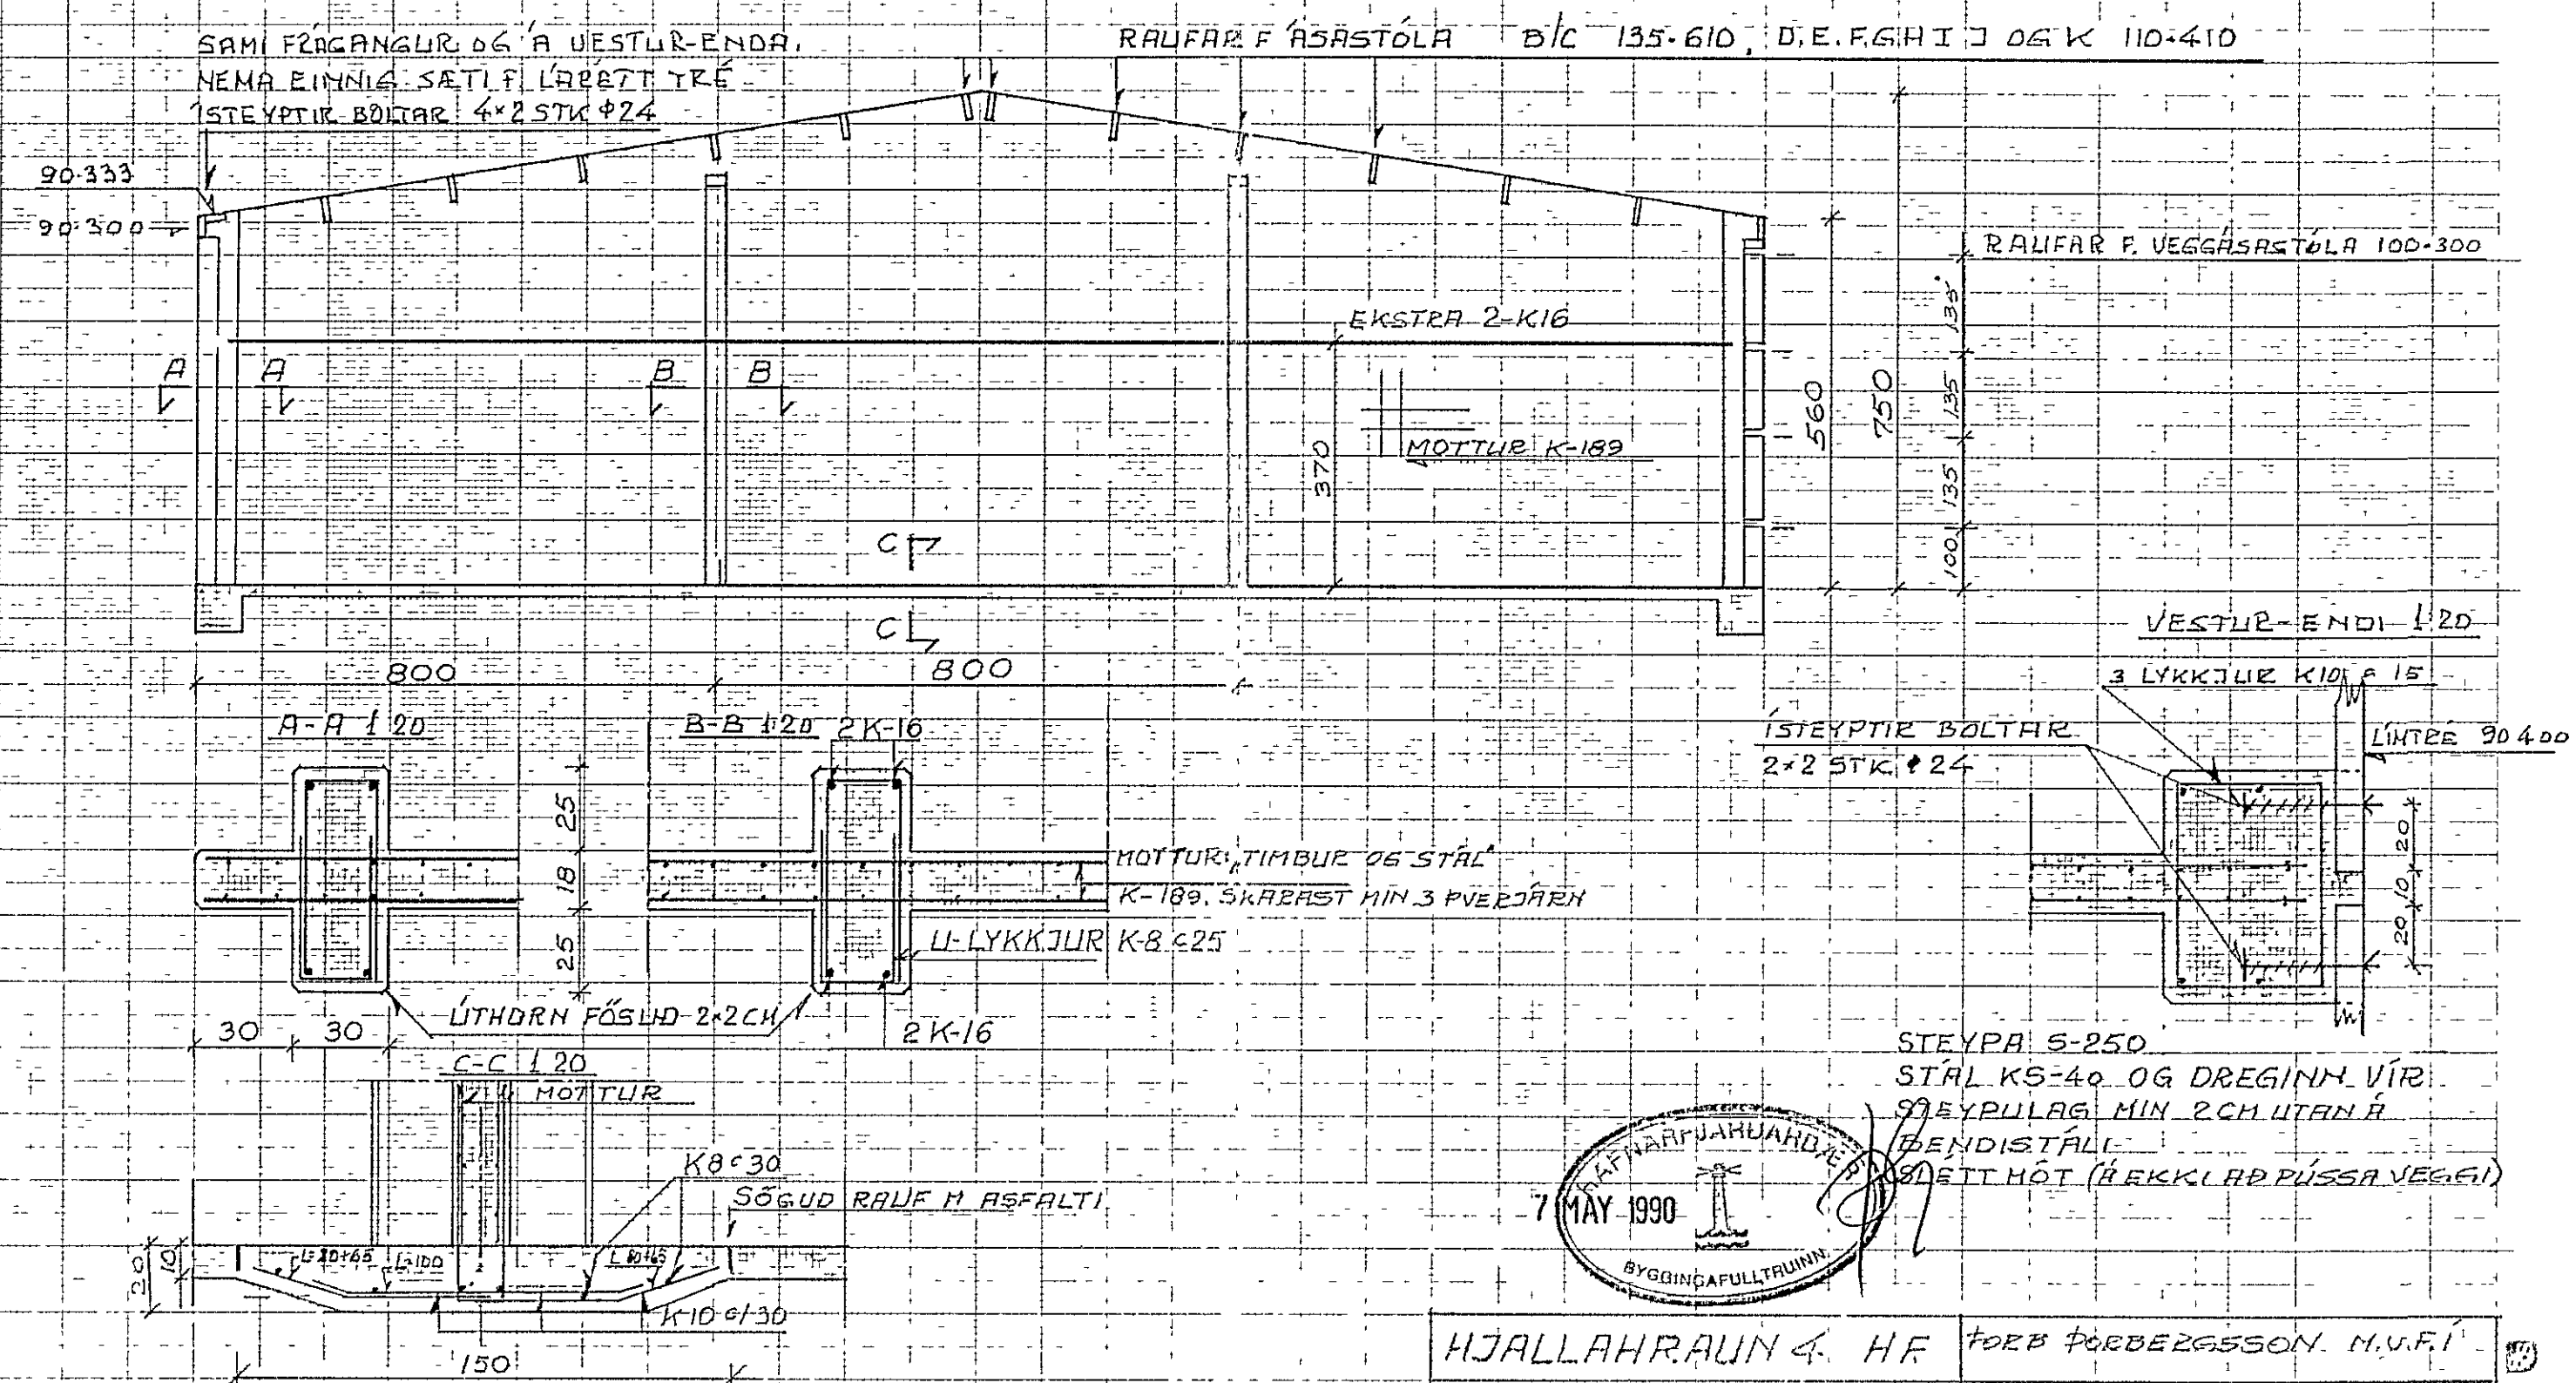 SAMI FRÁGANGUR OG Á VESTUR-ENDA,
NEMA EINNIG SÆTI F. LÁRÉTT TRÉ
ÍSTEYPTIR BOLTAR 4×2 STK Φ24
RAUFAR F ÁSASTÓLA B/C 135·610, D.E.F.G.H I J OG K 110·410
90·333
90·300
RAUFAR F. VEGGÁSASTÓLA 100·300
EKSTRA 2-K16
A A B B
MOTTUR K-189
370
560
750
135
135
135
100
C
C
800 800
VESTUR-ENDI 1:20
3 LYKKJUR K10 c 15
ÍSTEYPTIR BOLTAR
2×2 STK Φ24
LÍMTRÉ 90 400
20
10
20
A-A 1:20
B-B 1:20 2 K-16
25
18
25
MOTTUR, TIMBUR OG STÁL
K-189. SKARAST MIN 3 ÞVERJÁRN
U-LYKKJUR K-8 c25
ÚTHORN FÖSUÐ 2×2 CM
2 K-16
30 30
C-C 1:20
MOTTUR
K8 c 30
SÖGUÐ RAUF M ASFALTI
L=100
20
10
K10 c/30
150
STEYPA S-250
STÁL KS-40 OG DREGINN VÍR
STEYPULAG MIN 2CM UTAN Á
BENDISTÁLI
SLÉTT MÓT (Á EKKI AÐ PÚSSA VEGGI)
HAFNARFJARÐARBÆR
7 MAY 1990
BYGGINGAFULLTRÚINN
HJALLAHRAUN 4. HF
ÞORB ÞORBERGSSON. M.V.F.Í